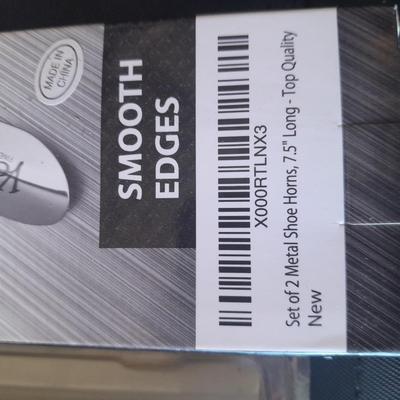 MADE IN
CHINA
SMOOTH
EDGES
X000RTLNX3
Set of 2 Metal Shoe Horns, 7.5" Long - Top Quality
New